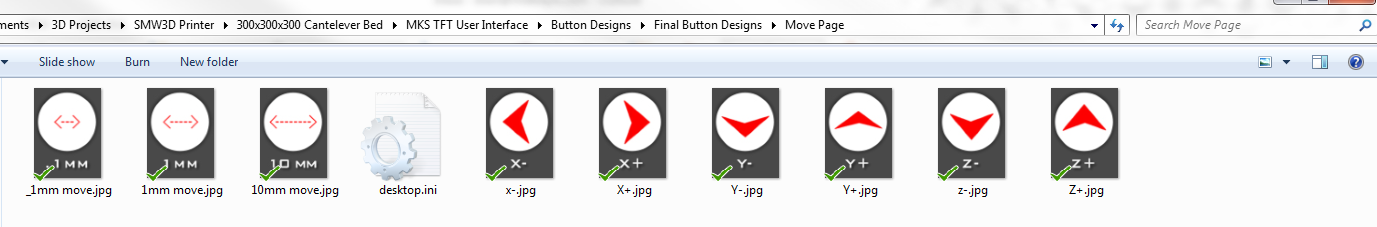 ments ▸ 3D Projects ▸ SMW3D Printer ▸ 300x300x300 Cantelever Bed ▸ MKS TFT User Interface ▸ Button Designs ▸ Final Button Designs ▸ Move Page
Search Move Page
Slide show Burn New folder
.1 MM 1 MM 10 MM X- X+ Y- Y+ Z- Z+
_1mm move.jpg 1mm move.jpg 10mm move.jpg desktop.ini x-.jpg X+.jpg Y-.jpg Y+.jpg z-.jpg Z+.jpg